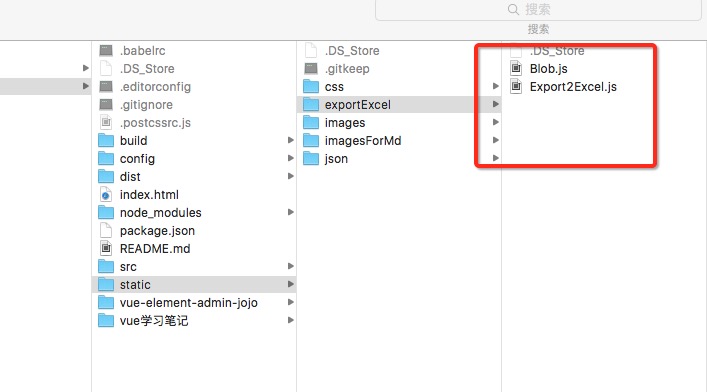 搜索
搜索
.babelrc
.DS_Store
.editorconfig
.gitignore
.postcssrc.js
build
config
dist
index.html
node_modules
package.json
README.md
src
static
vue-element-admin-jojo
vue学习笔记
.DS_Store
.gitkeep
css
exportExcel
images
imagesForMd
json
.DS_Store
Blob.js
Export2Excel.js